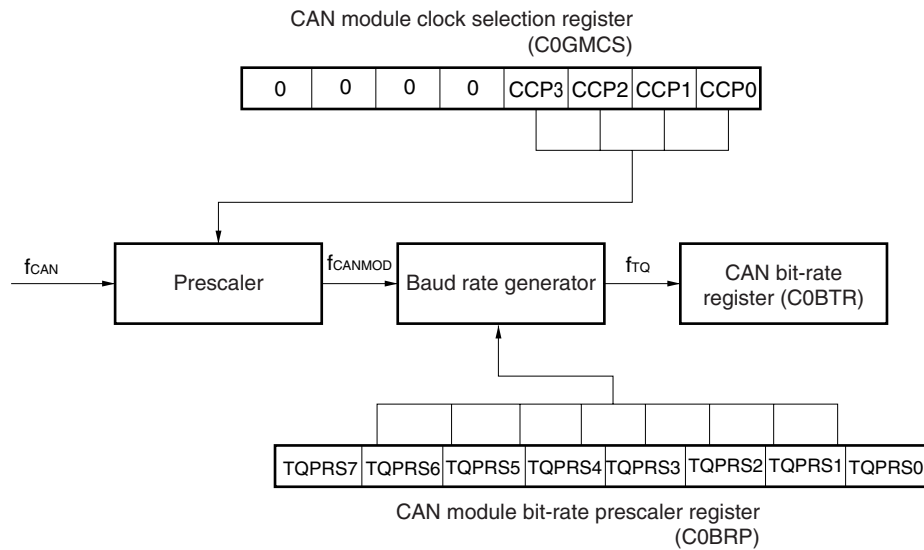 CAN module clock selection register
(C0GMCS)
0 0 0 0 CCP3 CCP2 CCP1 CCP0
fCAN
Prescaler
fCANMOD
Baud rate generator
fTQ
CAN bit-rate
register (C0BTR)
TQPRS7 TQPRS6 TQPRS5 TQPRS4 TQPRS3 TQPRS2 TQPRS1 TQPRS0
CAN module bit-rate prescaler register
(C0BRP)